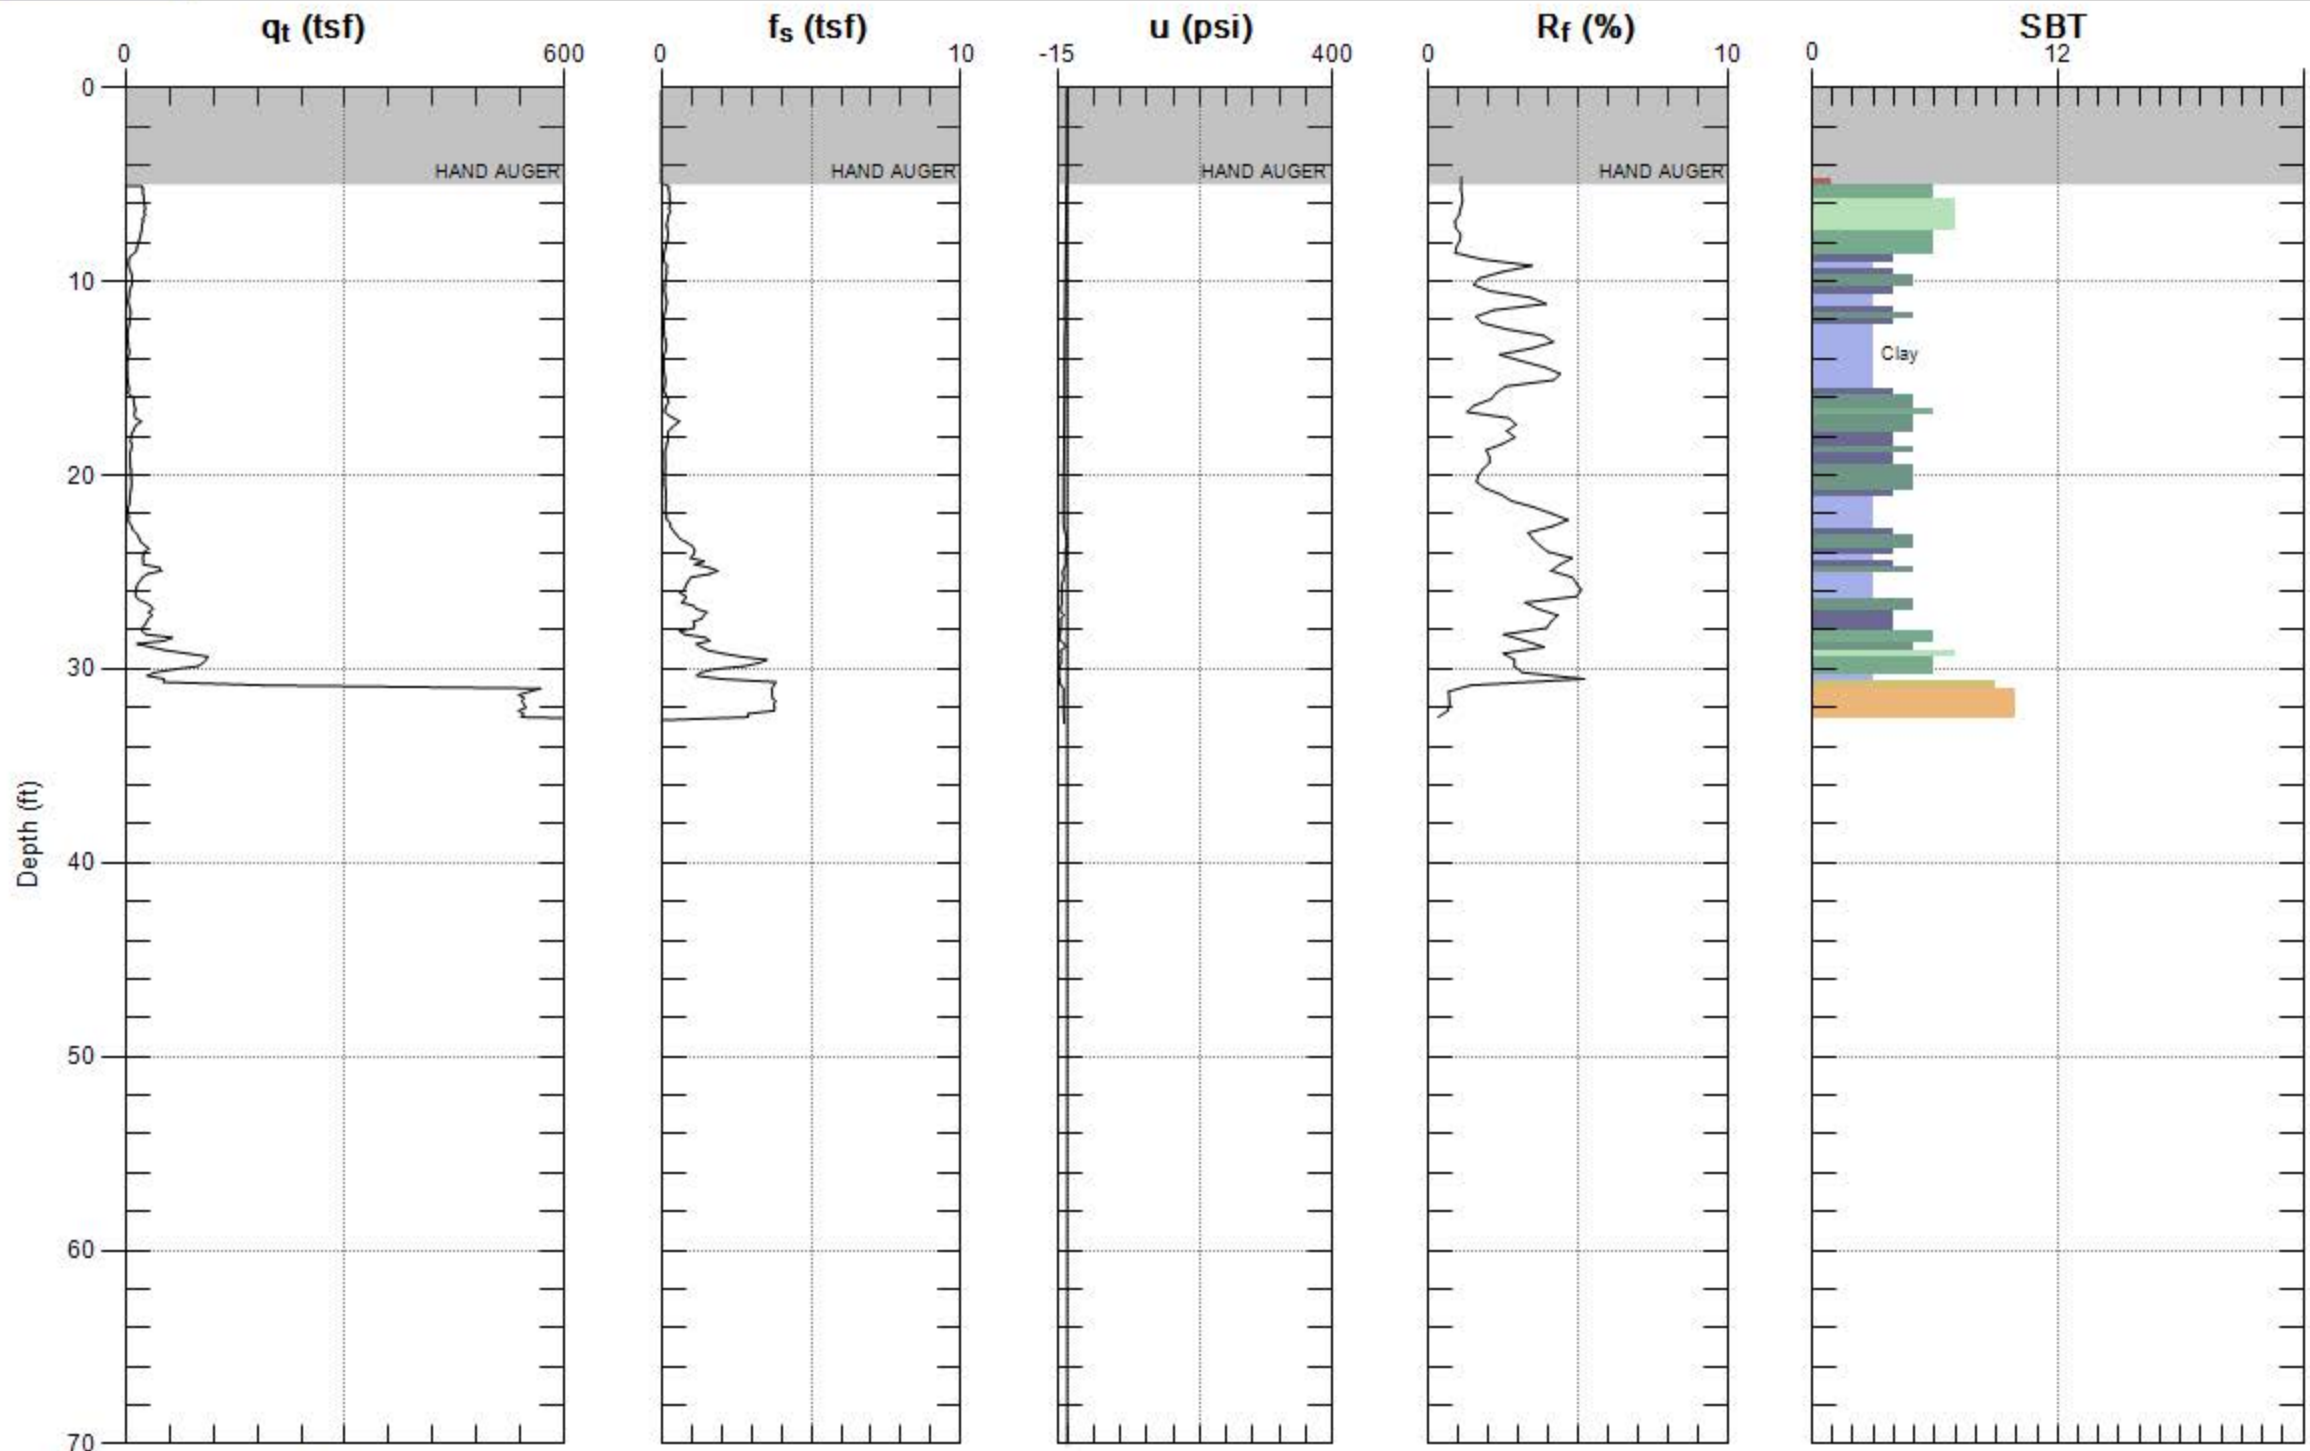 qt (tsf) fs (tsf) u (psi) Rf (%) SBT
0 600 0 10 -15 400 0 10 0 12
0
HAND AUGER HAND AUGER HAND AUGER HAND AUGER
10
Clay
20
30
Depth (ft)
40
50
60
70